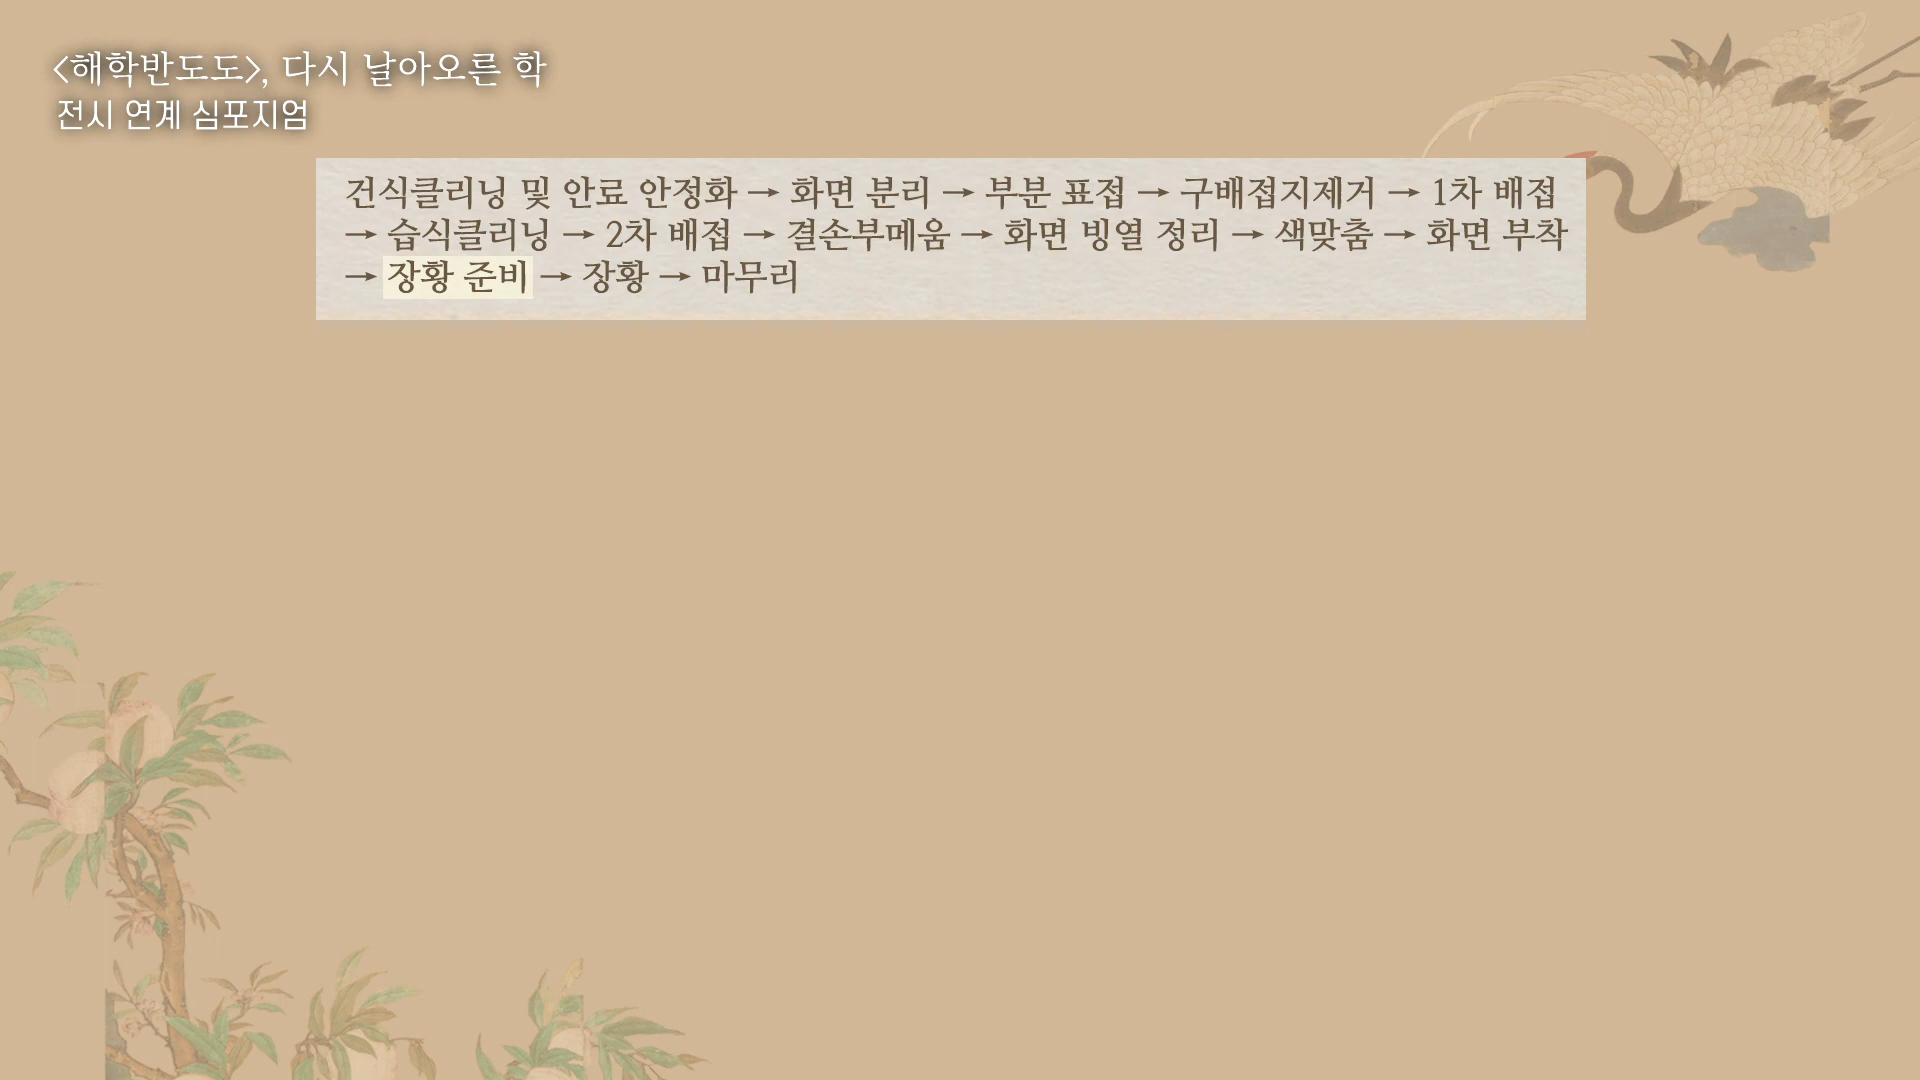 <해학반도도>, 다시 날아오른 학
전시 연계 심포지엄
건식클리닝 및 안료 안정화 → 화면 분리 → 부분 표접 → 구배접지제거 → 1차 배접
→ 습식클리닝 → 2차 배접 → 결손부메움 → 화면 빙열 정리 → 색맞춤 → 화면 부착
→ 장황 준비 → 장황 → 마무리